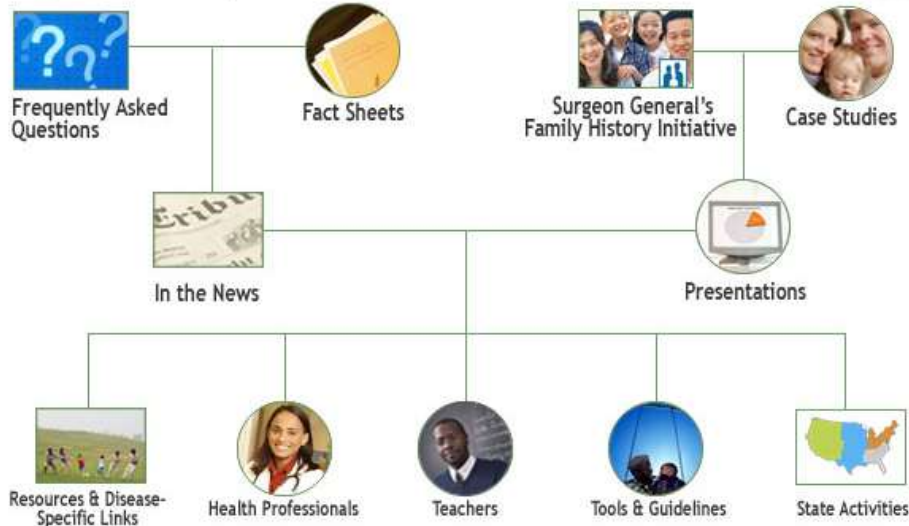 Frequently Asked
Questions
Fact Sheets
Surgeon General's
Family History Initiative
Case Studies
Eribu
In the News
Presentations
Resources & Disease-
Specific Links
Health Professionals
Teachers
Tools & Guidelines
State Activities